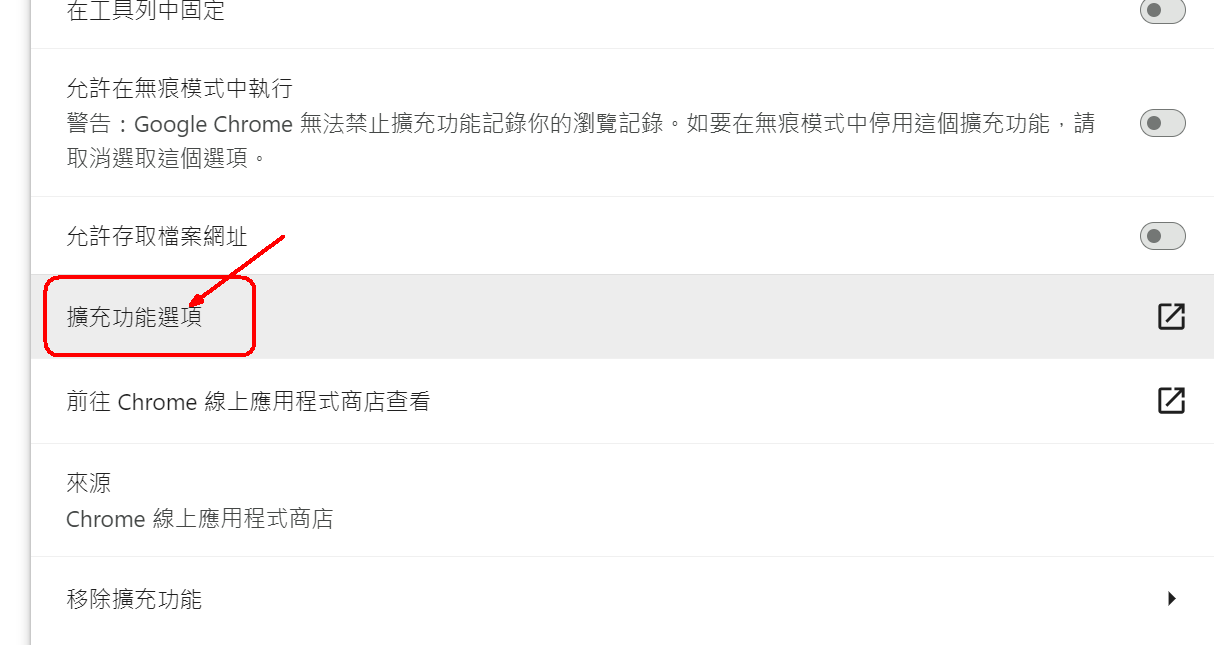 在工具列中固定
允許在無痕模式中執行
警告：Google Chrome 無法禁止擴充功能記錄你的瀏覽記錄。如要在無痕模式中停用這個擴充功能，請
取消選取這個選項。
允許存取檔案網址
擴充功能選項
前往 Chrome 線上應用程式商店查看
來源
Chrome 線上應用程式商店
移除擴充功能